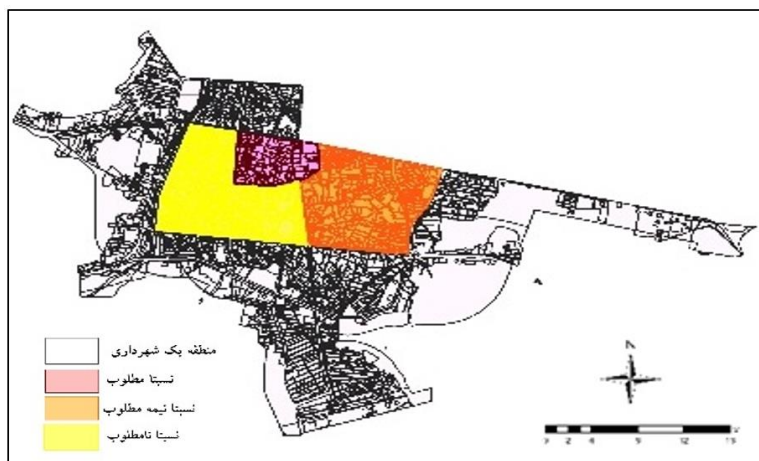 منطقه یک شهرداری
نسبتا مطلوب
نسبتا نیمه مطلوب
نسبتا نامطلوب
N